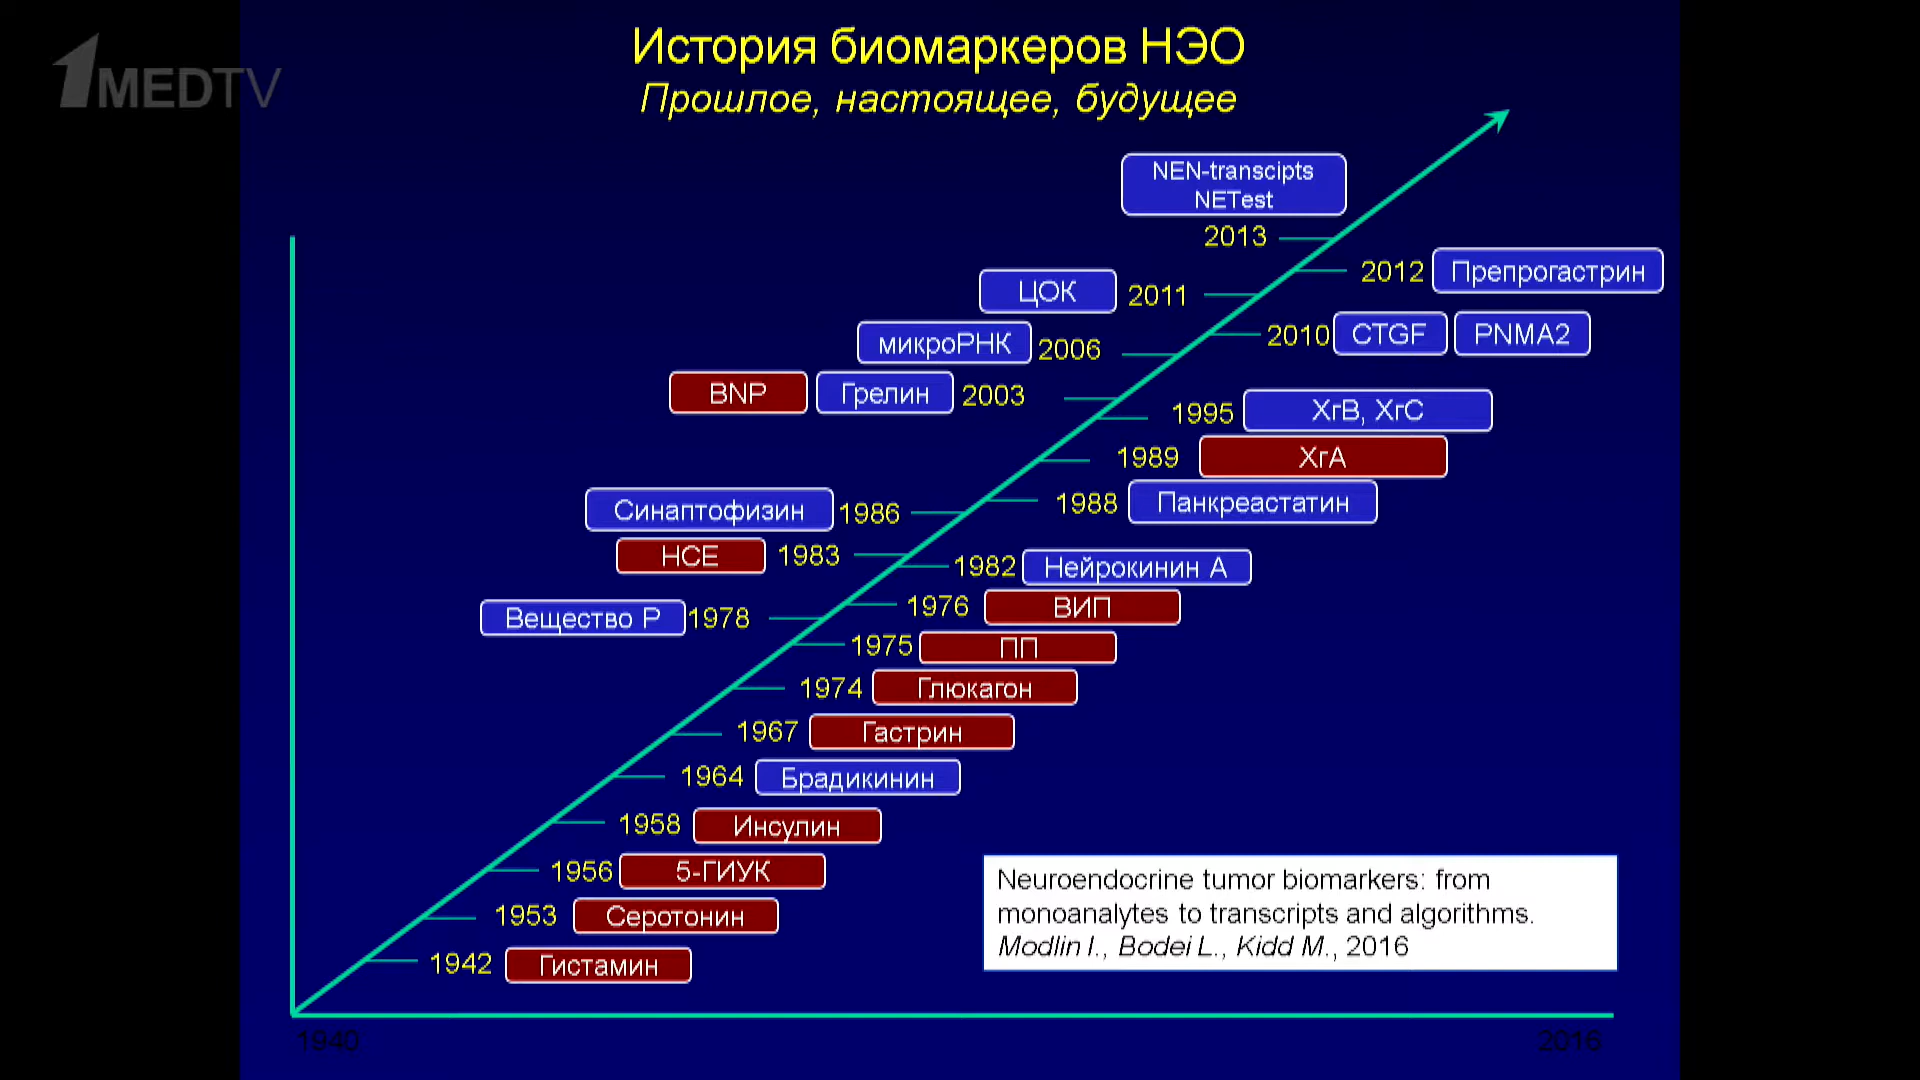 1MEDTV
История биомаркеров НЭО
Прошлое, настоящее, будущее
NEN-transcipts
NETest
2013
2012 Препрогастрин
ЦОК 2011
2010 CTGF PNMA2
микроРНК 2006
BNP Грелин 2003
1995 ХгВ, ХгС
1989 ХгА
1988 Панкреастатин
Синаптофизин 1986
НСЕ 1983
1982 Нейрокинин А
1976 ВИП
Вещество Р 1978
1975 ПП
1974 Глюкагон
1967 Гастрин
1964 Брадикинин
1958 Инсулин
1956 5-ГИУК
1953 Серотонин
1942 Гистамин
Neuroendocrine tumor biomarkers: from
monoanalytes to transcripts and algorithms.
Modlin I., Bodei L., Kidd M., 2016
1940 2016